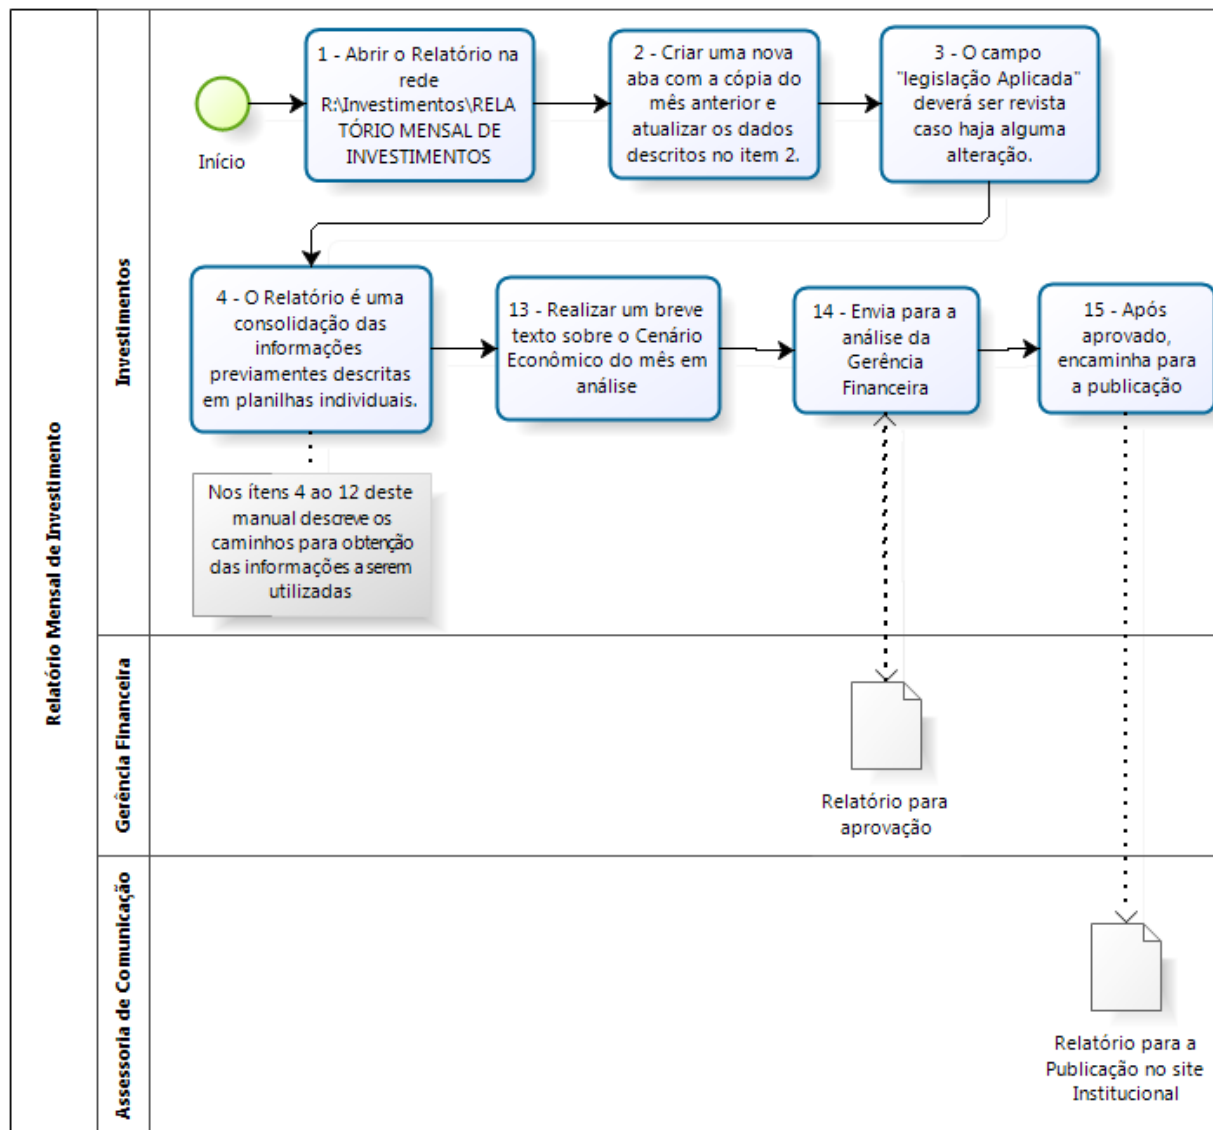 Relatório Mensal de Investimento
Investimentos
Início
1 - Abrir o Relatório na
rede
R:\Investimentos\RELA
TÓRIO MENSAL DE
INVESTIMENTOS
2 - Criar uma nova
aba com a cópia do
mês anterior e
atualizar os dados
descritos no item 2.
3 - O campo
"legislação Aplicada"
deverá ser revista
caso haja alguma
alteração.
4 - O Relatório é uma
consolidação das
informações
previamentes descritas
em planilhas individuais.
13 - Realizar um breve
texto sobre o Cenário
Econômico do mês em
análise
14 - Envia para a
análise da
Gerência
Financeira
15 - Após
aprovado,
encaminha para
a publicação
Nos ítens 4 ao 12 deste
manual descreve os
caminhos para obtenção
das informações a serem
utilizadas
Gerência Financeira
Relatório para
aprovação
Assessoria de Comunicação
Relatório para a
Publicação no site
Institucional